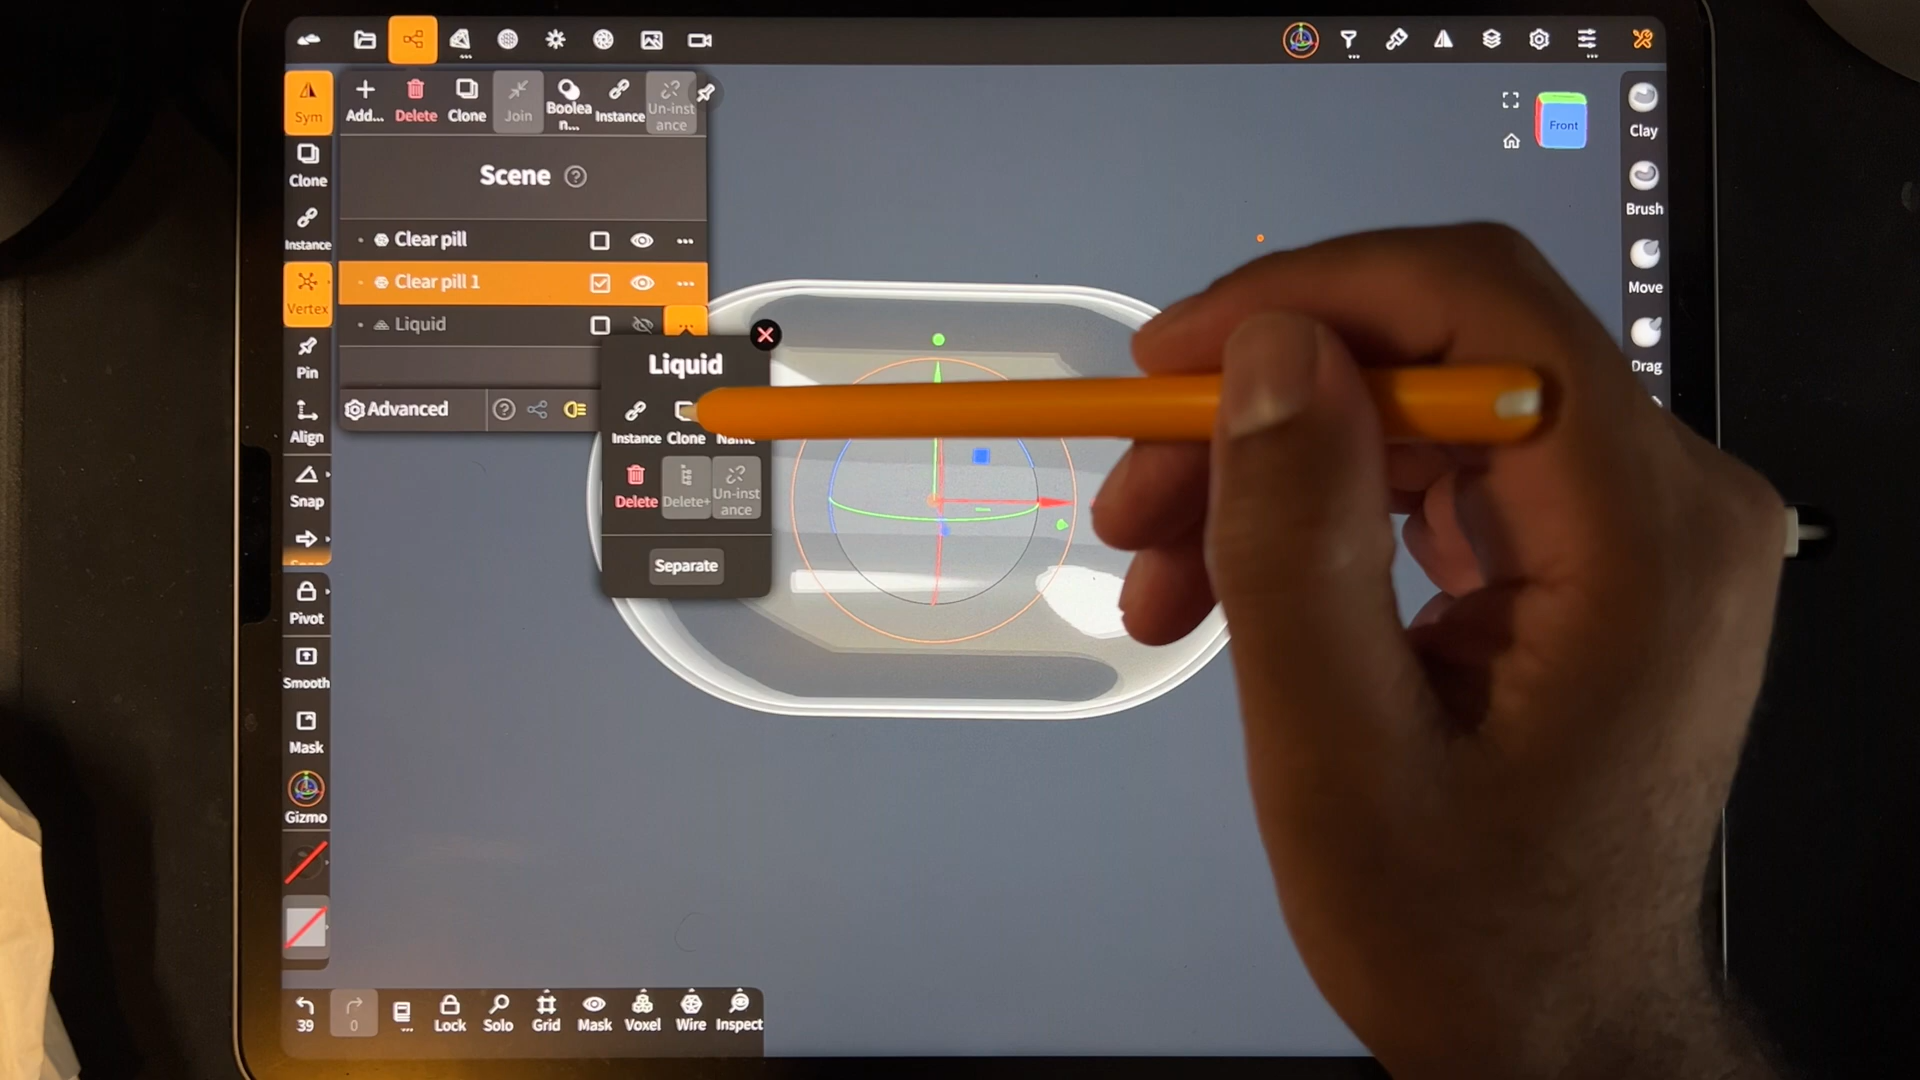 Sym
Clone
Instance
Vertex
Pin
Align
Snap
Pivot
Smooth
Mask
Gizmo
Add...
Delete
Clone
Join
Boolea
n...
Instance
Un-inst
ance
Scene
Clear pill
Clear pill 1
Liquid
Advanced
Liquid
Instance
Clone
Name
Delete
Delete+
Un-inst
ance
Separate
Front
Clay
Brush
Move
Drag
39
0
Lock
Solo
Grid
Mask
Voxel
Wire
Inspect